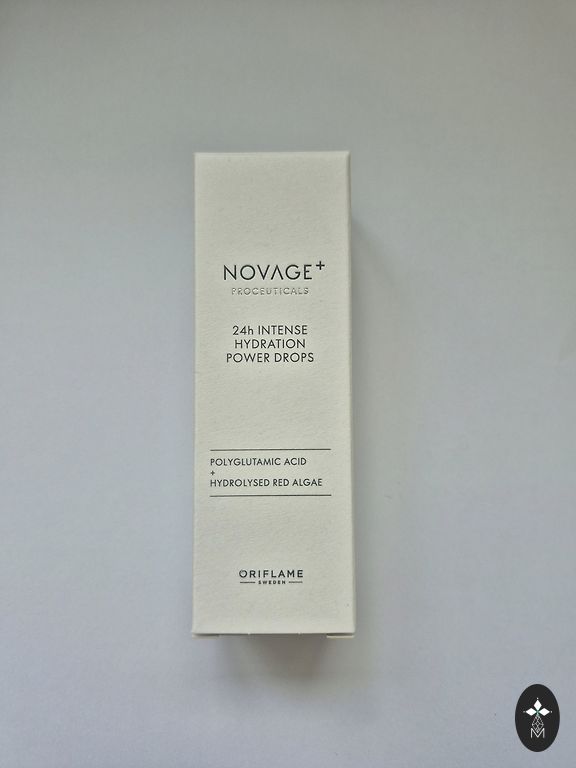 NOVAGE+
PROCEUTICALS
24h INTENSE
HYDRATION
POWER DROPS
POLYGLUTAMIC ACID
+
HYDROLYSED RED ALGAE
ORIFLAME
SWEDEN
M